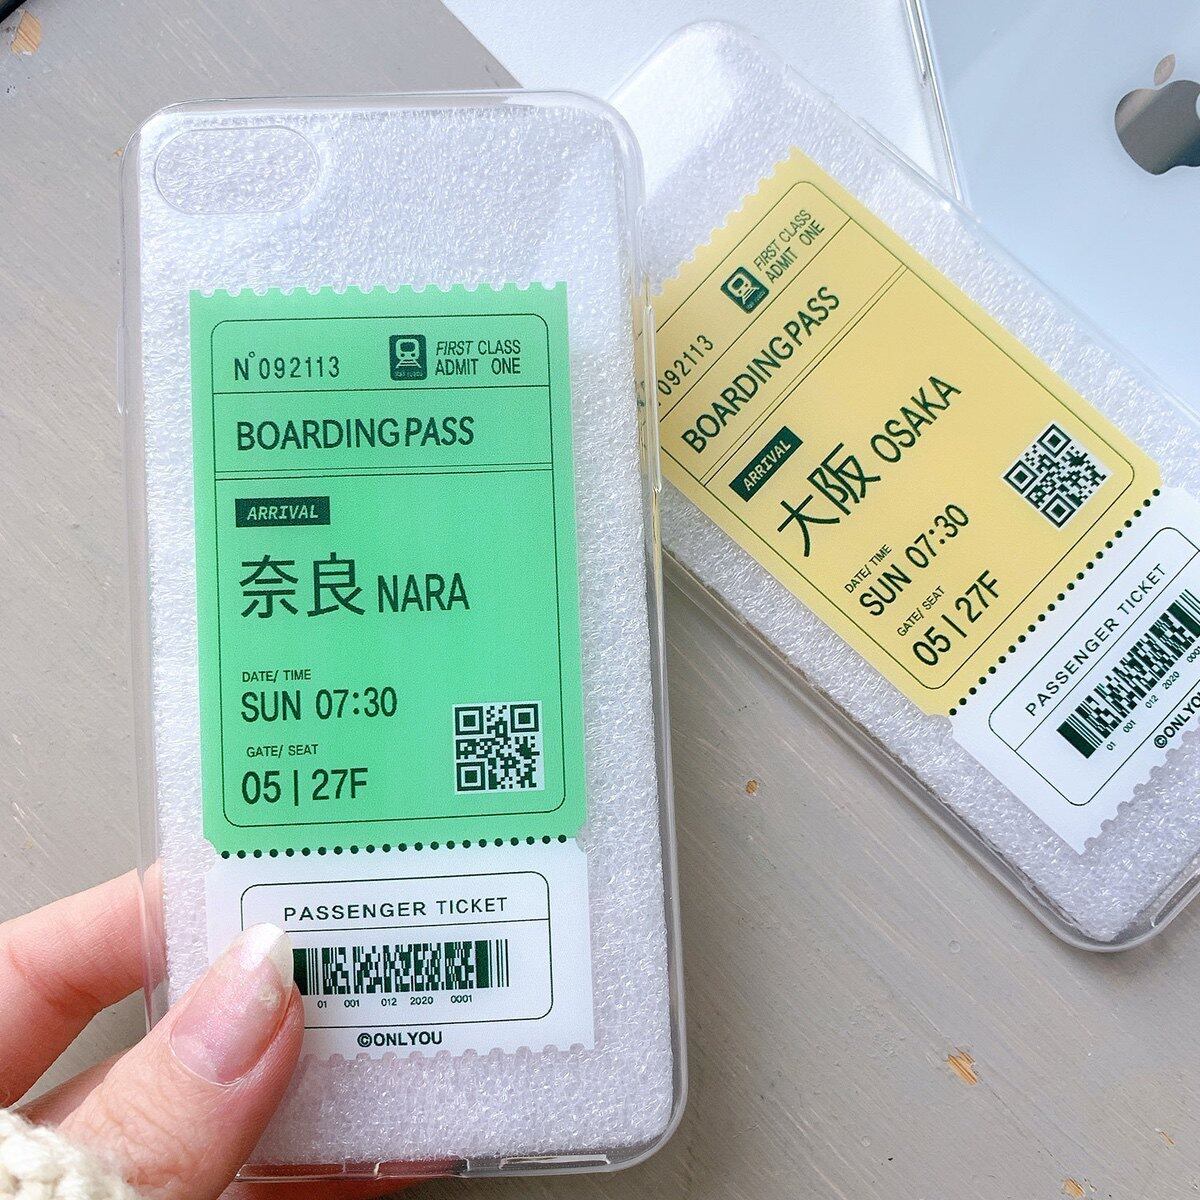 N°092113
FIRST CLASS
ADMIT ONE
BOARDING PASS
ARRIVAL
奈良 NARA
DATE/ TIME
SUN 07:30
GATE/ SEAT
05 | 27F
PASSENGER TICKET
01 001 012 2020 0001
©ONLYOU
092113
FIRST CLASS
ADMIT ONE
BOARDING PASS
ARRIVAL
大阪 OSAKA
DATE/ TIME
SUN 07:30
GATE/ SEAT
05 | 27F
PASSENGER TICKET
01 001 012 2020
©ONLYOU